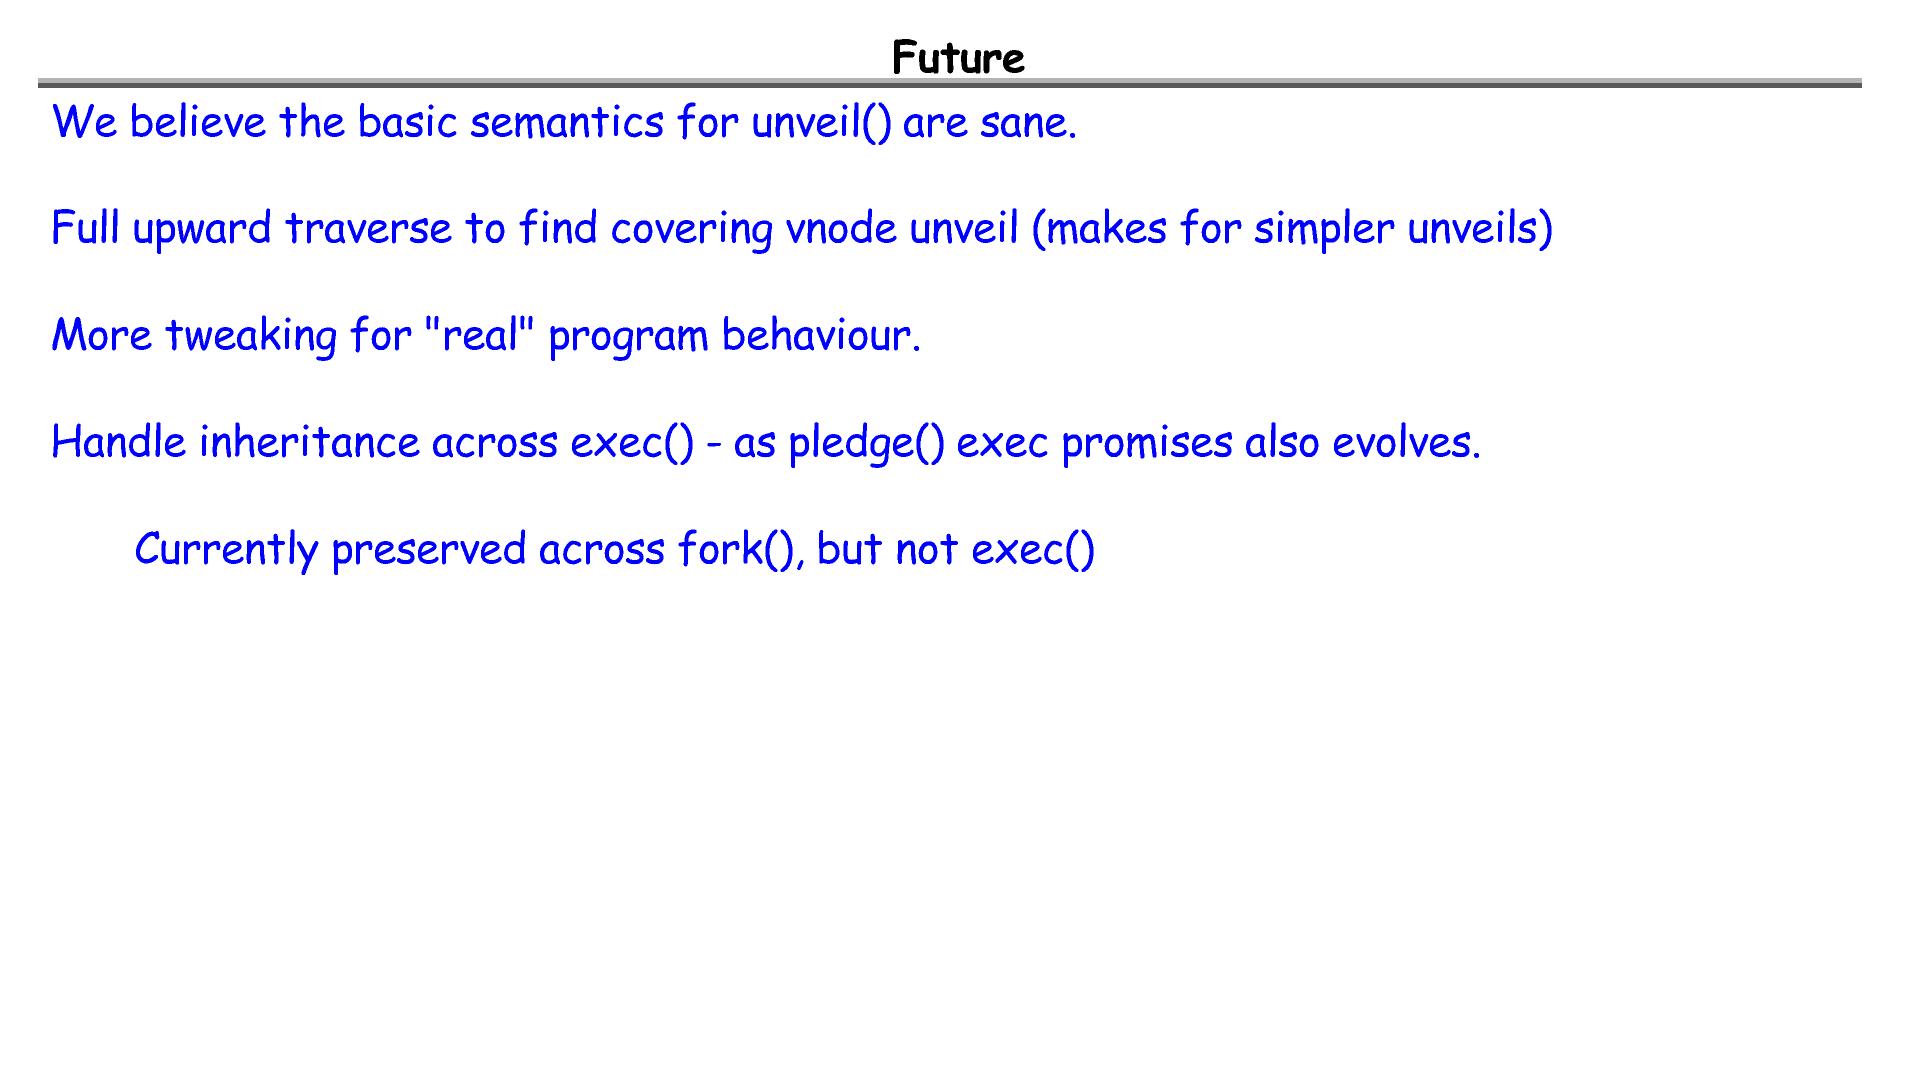 Future
We believe the basic semantics for unveil() are sane.
Full upward traverse to find covering vnode unveil (makes for simpler unveils)
More tweaking for "real" program behaviour.
Handle inheritance across exec() - as pledge() exec promises also evolves.
Currently preserved across fork(), but not exec()